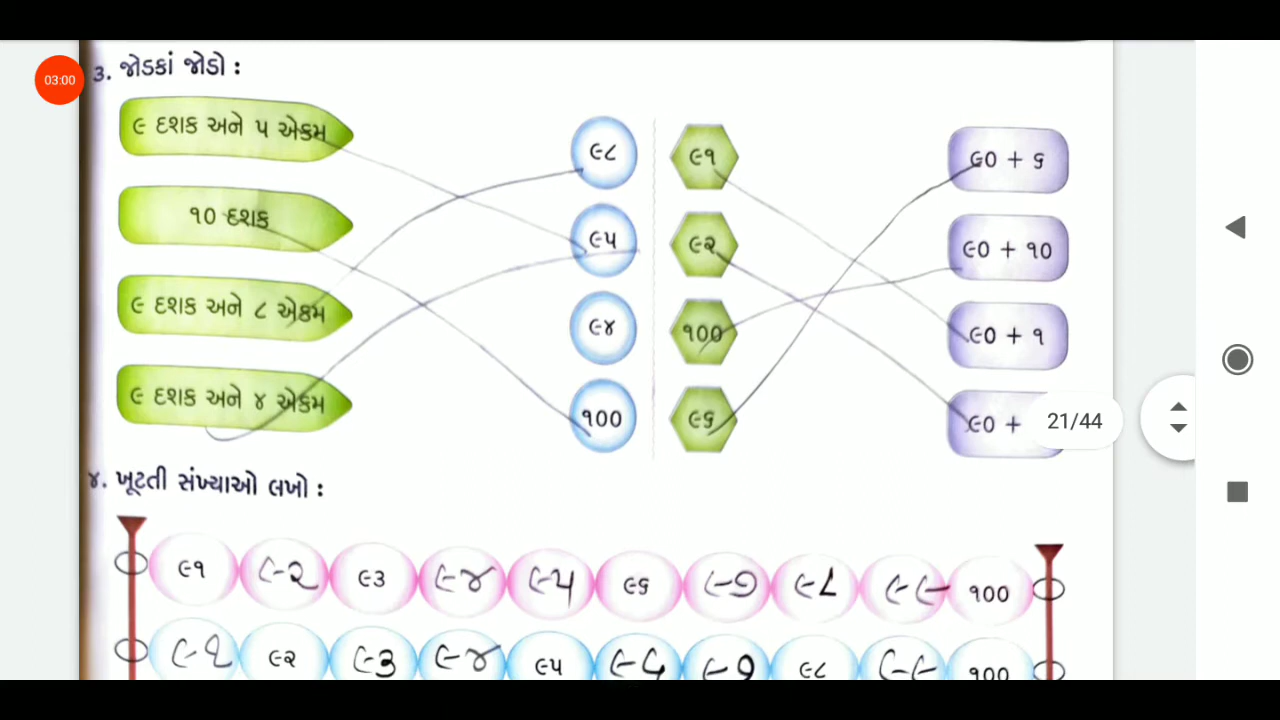 03:00
૩. જોડકાં જોડો :
૯ દશક અને ૫ એકમ
૧૦ દશક
૯ દશક અને ૮ એકમ
૯ દશક અને ૪ એકમ
૯૮
૯૫
૯૪
૧૦૦
૯૧
૯૨
૧૦૦
૯૬
૯૦ + ૬
૯૦ + ૧૦
૯૦ + ૧
૯૦ +
21/44
૪. ખૂટતી સંખ્યાઓ લખો :
૯૧ ૯૨ ૯૩ ૯૪ ૯૫ ૯૬ ૯૭ ૯૮ ૯૯ ૧૦૦
૯૧ ૯૨ ૯૩ ૯૪ ૯૫ ૯૬ ૯૭ ૯૮ ૯૯ ૧૦૦